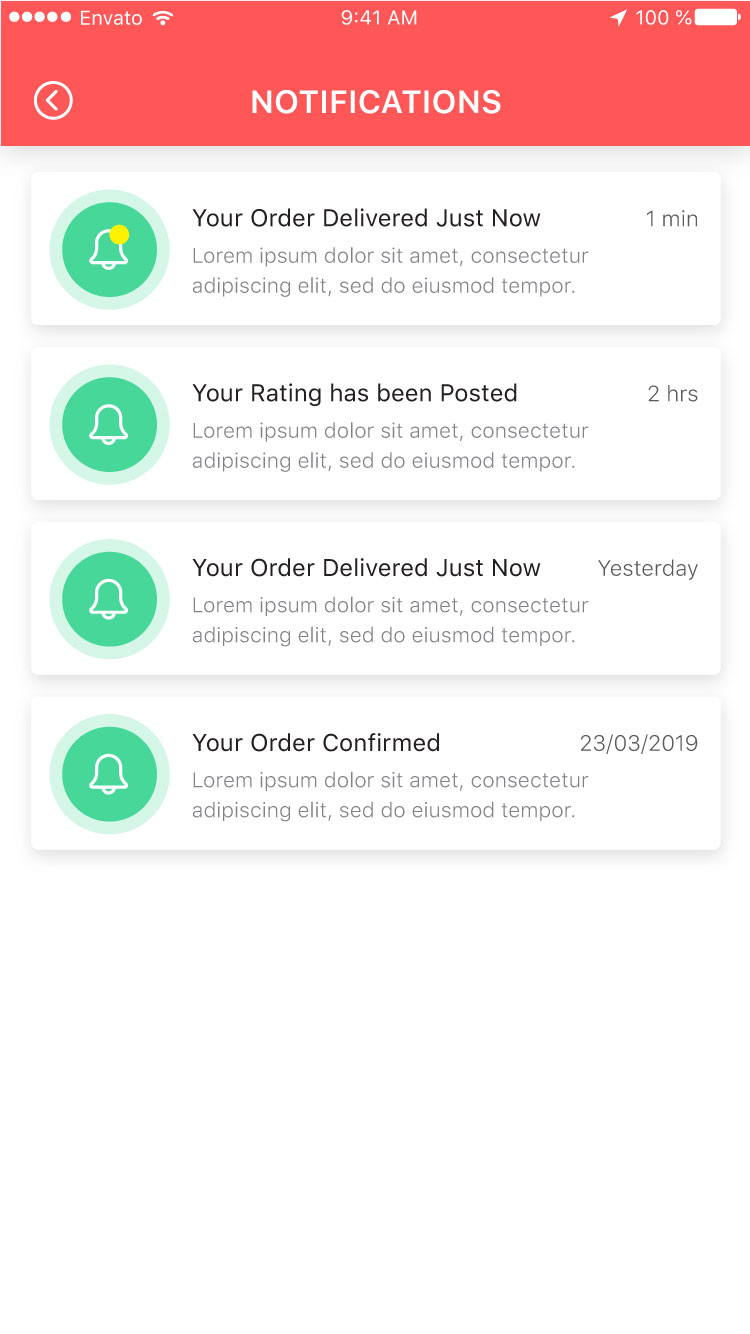 Envato 9:41 AM 100 %
NOTIFICATIONS
Your Order Delivered Just Now 1 min
Lorem ipsum dolor sit amet, consectetur
adipiscing elit, sed do eiusmod tempor.
Your Rating has been Posted 2 hrs
Lorem ipsum dolor sit amet, consectetur
adipiscing elit, sed do eiusmod tempor.
Your Order Delivered Just Now Yesterday
Lorem ipsum dolor sit amet, consectetur
adipiscing elit, sed do eiusmod tempor.
Your Order Confirmed 23/03/2019
Lorem ipsum dolor sit amet, consectetur
adipiscing elit, sed do eiusmod tempor.